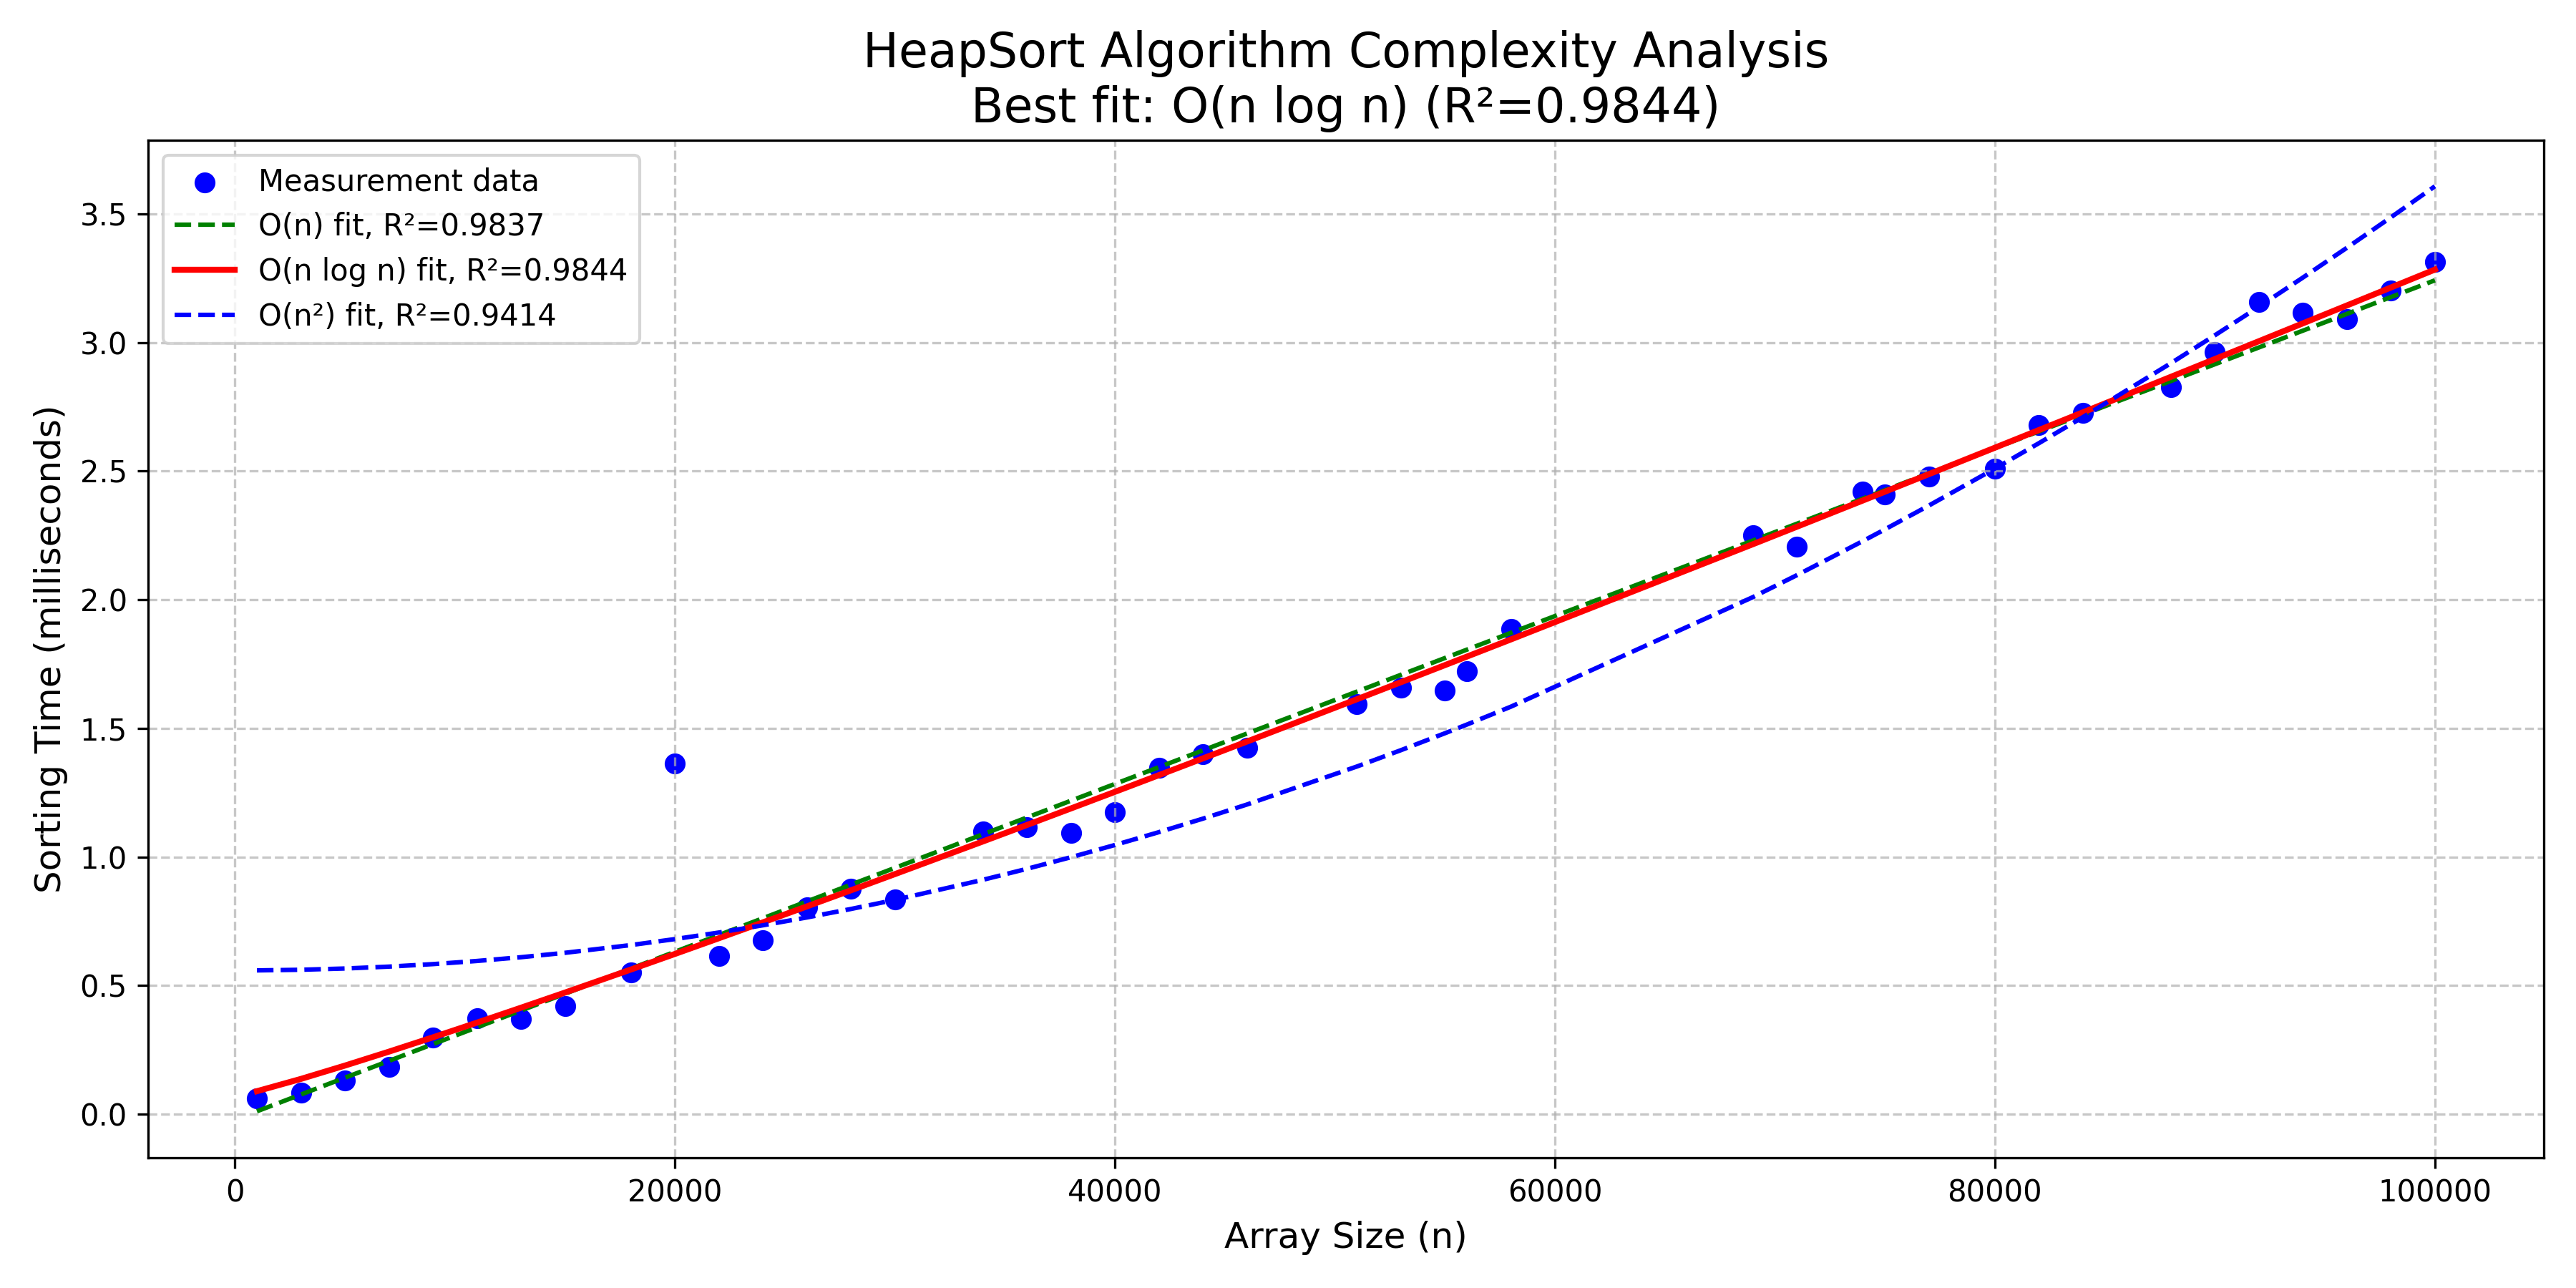 HeapSort Algorithm Complexity Analysis
Best fit: O(n log n) (R²=0.9844)
Measurement data
O(n) fit, R²=0.9837
O(n log n) fit, R²=0.9844
O(n²) fit, R²=0.9414
Sorting Time (milliseconds)
3.5
3.0
2.5
2.0
1.5
1.0
0.5
0.0
0 20000 40000 60000 80000 100000
Array Size (n)